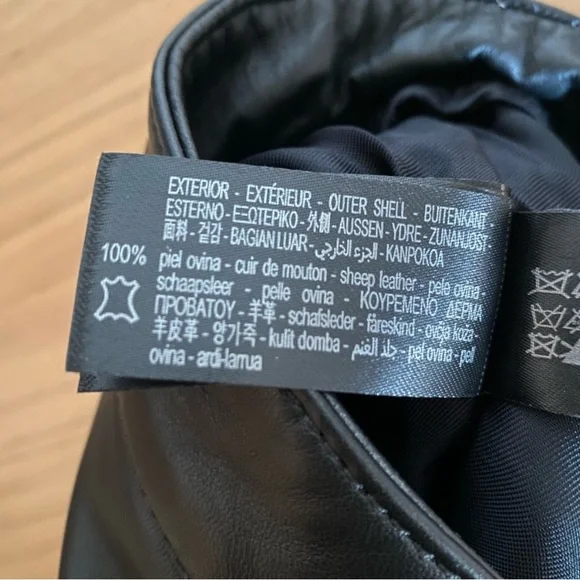 EXTERIOR - EXTÉRIEUR - OUTER SHELL - BUITENKANT -
ESTERNO - ΕΞΩΤΕΡΙΚΟ - 外側 - AUSSEN - YDRE - ZUNANJOST -
面料 - 겉감 - BAGIAN LUAR - الجزء الخارجي - KANPOKOA
100% piel ovina - cuir de mouton - sheep leather - pele ovina -
schaapsleer - pelle ovina - ΚΟΥΡΕΜΕΝΟ ΔΕΡΜΑ
ΠΡΟΒΑΤΟΥ - 羊革 - schafsleder - fåreskind - ovčja koža -
羊皮革 - 양가죽 - kulit domba - جلد الغنم - pel ovina - pell
ovina - ardi-larrua